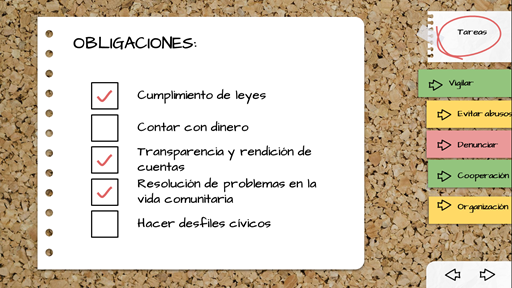 OBLIGACIONES:
Cumplimiento de leyes
Contar con dinero
Transparencia y rendición de
cuentas
Resolución de problemas en la
vida comunitaria
Hacer desfiles cívicos
Tareas
Vigilar
Evitar abusos
Denunciar
Cooperación
Organización